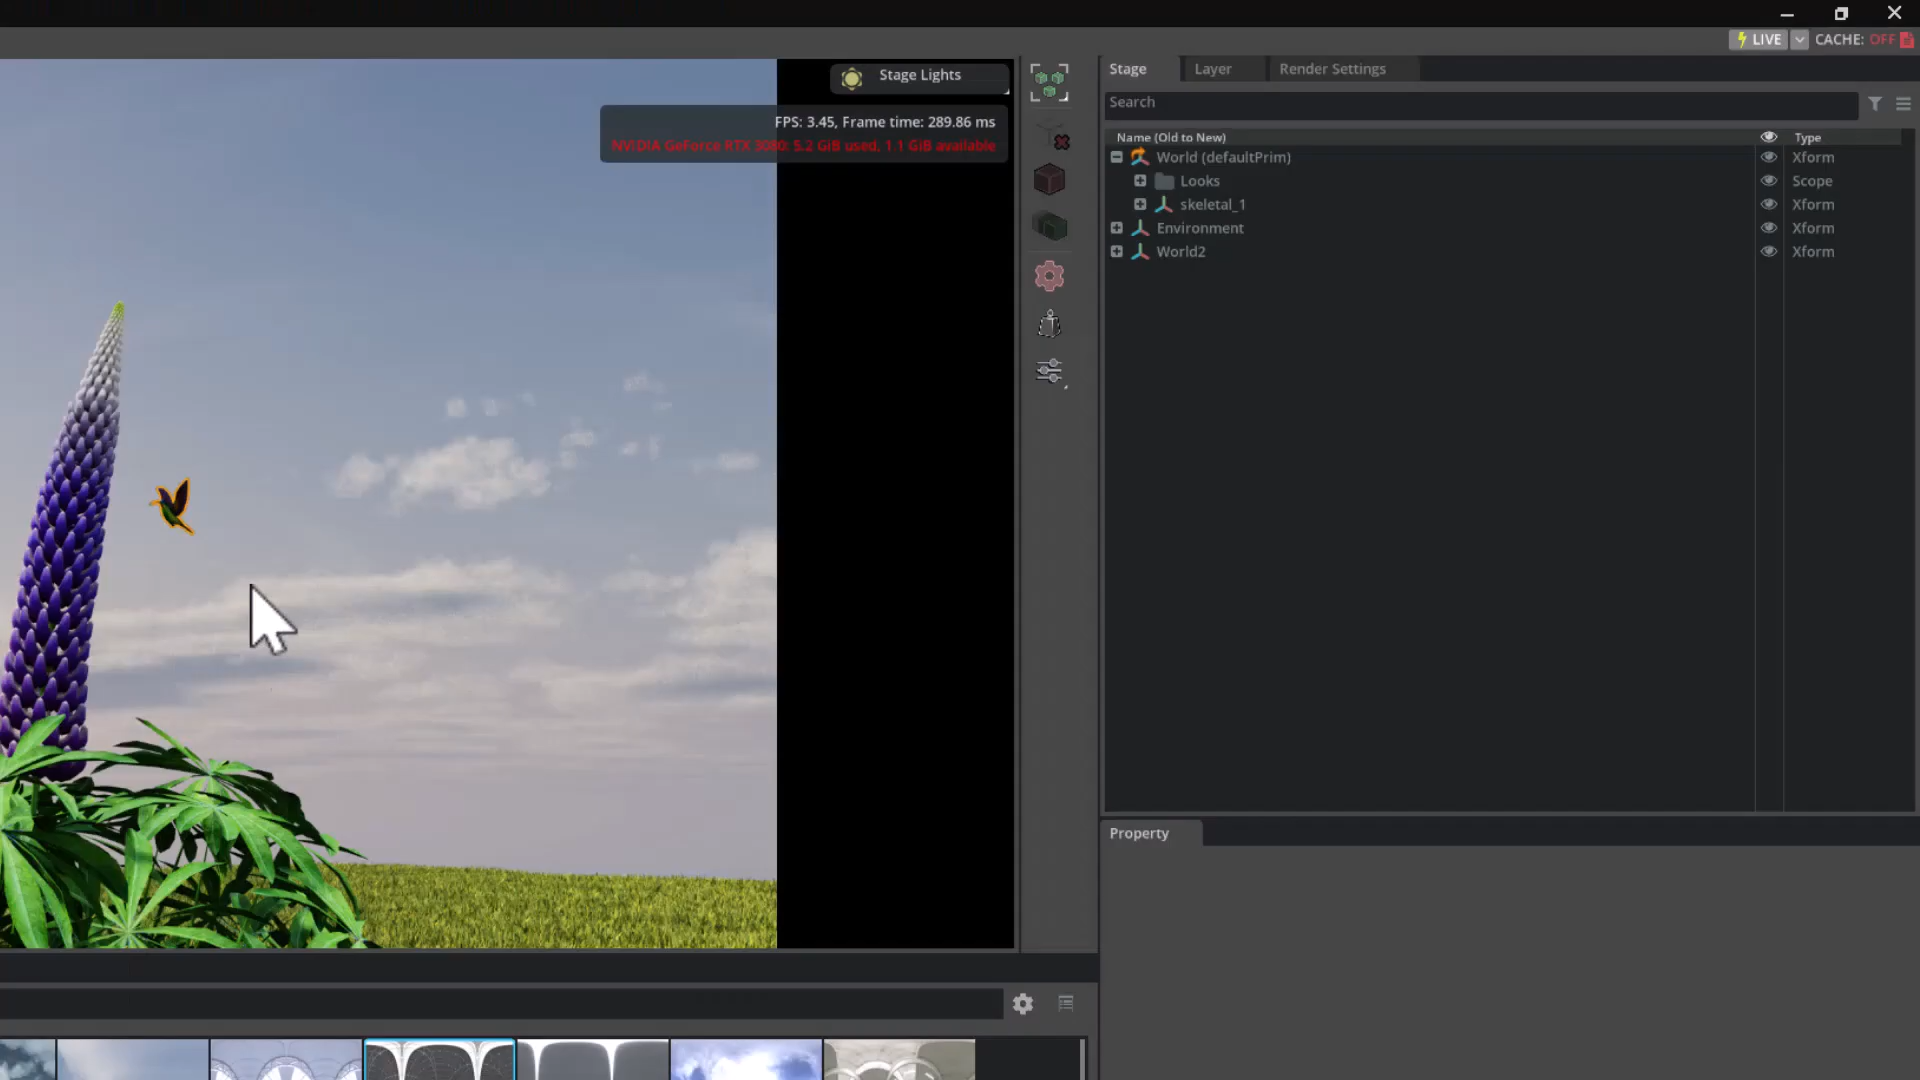 LIVE CACHE: OFF
Stage Lights
FPS: 3.45, Frame time: 289.86 ms
NVIDIA GeForce RTX 3080: 5.2 GiB used, 1.1 GiB available
Stage Layer Render Settings
Search
Name (Old to New) Type
World (defaultPrim) Xform
Looks Scope
skeletal_1 Xform
Environment Xform
World2 Xform
Property